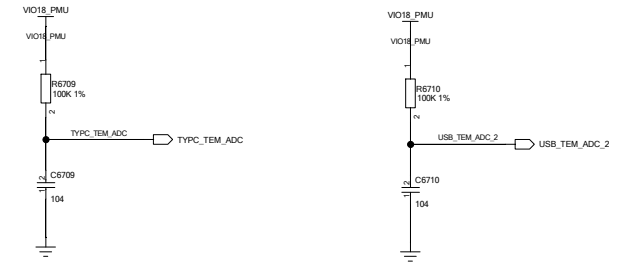 VIO18_PMU
VIO18_PMU
1
R6709
100K 1%
2
TYPC_TEM_ADC
TYPC_TEM_ADC
2
C6709
1
104
VIO18_PMU
VIO18_PMU
1
R6710
100K 1%
2
USB_TEM_ADC_2
USB_TEM_ADC_2
2
C6710
1
104